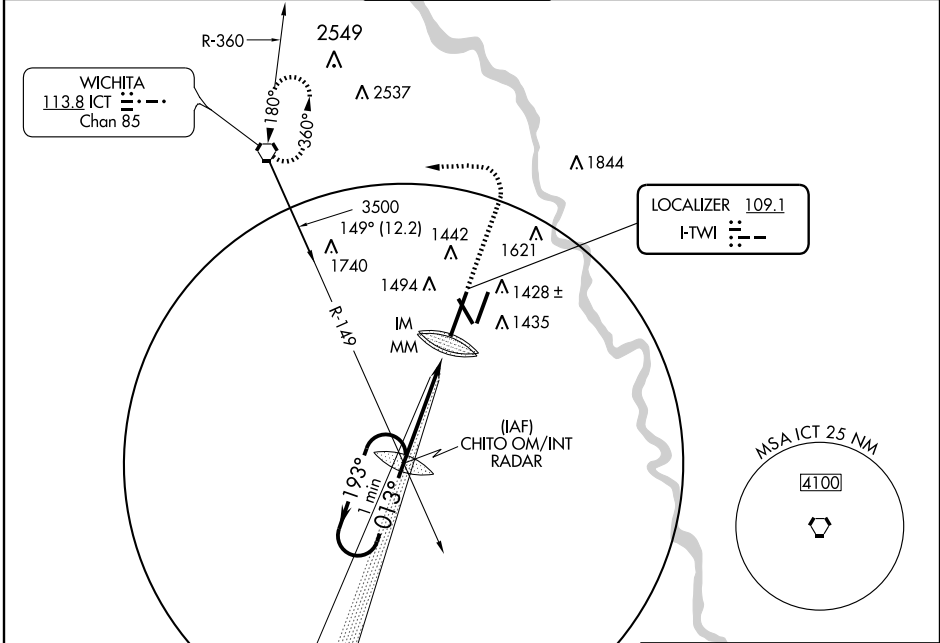 R-360
2549
2537
WICHITA
113.8 ICT
Chan 85
180°
360°
1844
3500
149° (12.2)
1442
1740
1621
LOCALIZER 109.1
I-TWI
1494
1428 ±
1435
IM
MM
R-149
(IAF)
CHITO OM/INT
RADAR
193°
1 min
013°
MSA ICT 25 NM
4100